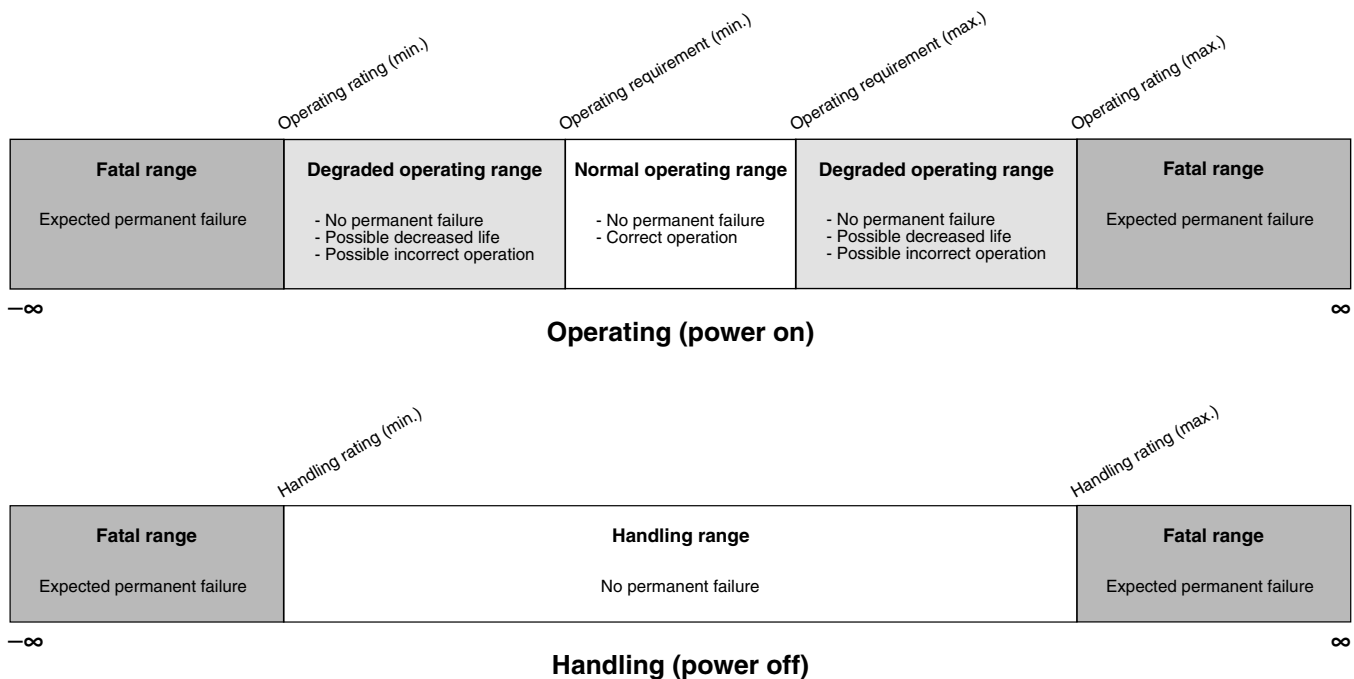 Operating rating (min.)
Operating requirement (min.)
Operating requirement (max.)
Operating rating (max.)
Fatal range
Expected permanent failure
Degraded operating range
- No permanent failure
- Possible decreased life
- Possible incorrect operation
Normal operating range
- No permanent failure
- Correct operation
Degraded operating range
- No permanent failure
- Possible decreased life
- Possible incorrect operation
Fatal range
Expected permanent failure
–∞
∞
Operating (power on)
Handling rating (min.)
Handling rating (max.)
Fatal range
Expected permanent failure
Handling range
No permanent failure
Fatal range
Expected permanent failure
–∞
∞
Handling (power off)